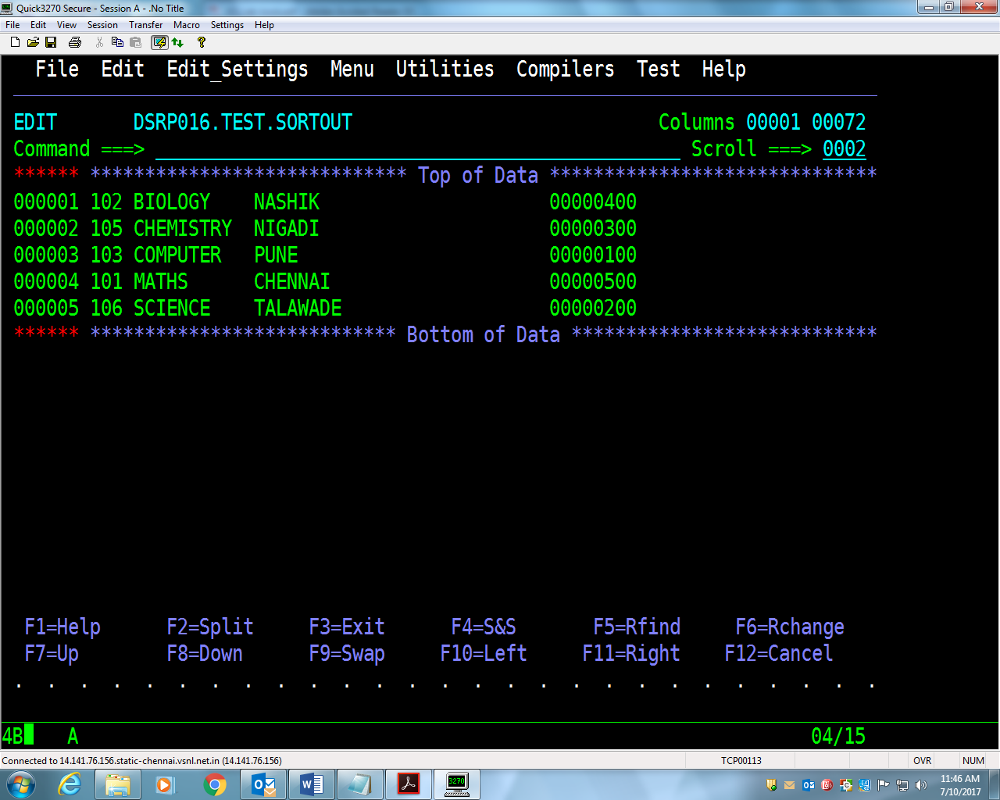 Quick3270 Secure - Session A - .No Title
File Edit View Session Transfer Macro Settings Help
File Edit Edit_Settings Menu Utilities Compilers Test Help
EDIT DSRP016.TEST.SORTOUT Columns 00001 00072
Command ===> Scroll ===> 0002
****** ***************************** Top of Data ******************************
000001 102 BIOLOGY NASHIK 00000400
000002 105 CHEMISTRY NIGADI 00000300
000003 103 COMPUTER PUNE 00000100
000004 101 MATHS CHENNAI 00000500
000005 106 SCIENCE TALAWADE 00000200
****** **************************** Bottom of Data ****************************
F1=Help F2=Split F3=Exit F4=S&S F5=Rfind F6=Rchange
F7=Up F8=Down F9=Swap F10=Left F11=Right F12=Cancel
. . . . . . . . . . . . . . . . . . . . . . . . . . .
4B A 04/15
Connected to 14.141.76.156.static-chennai.vsnl.net.in (14.141.76.156) TCP00113 OVR NUM
3270
11:46 AM
7/10/2017